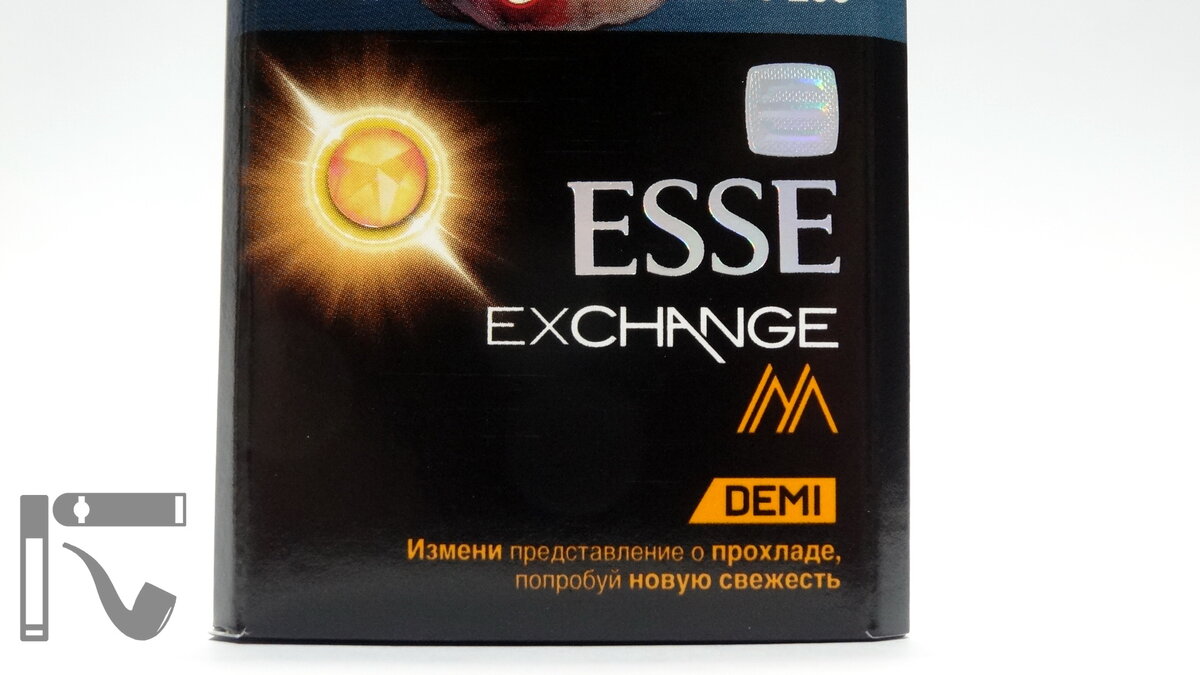 ESSE
EXCHANGE
DEMI
Измени представление о прохладе,
попробуй новую свежесть